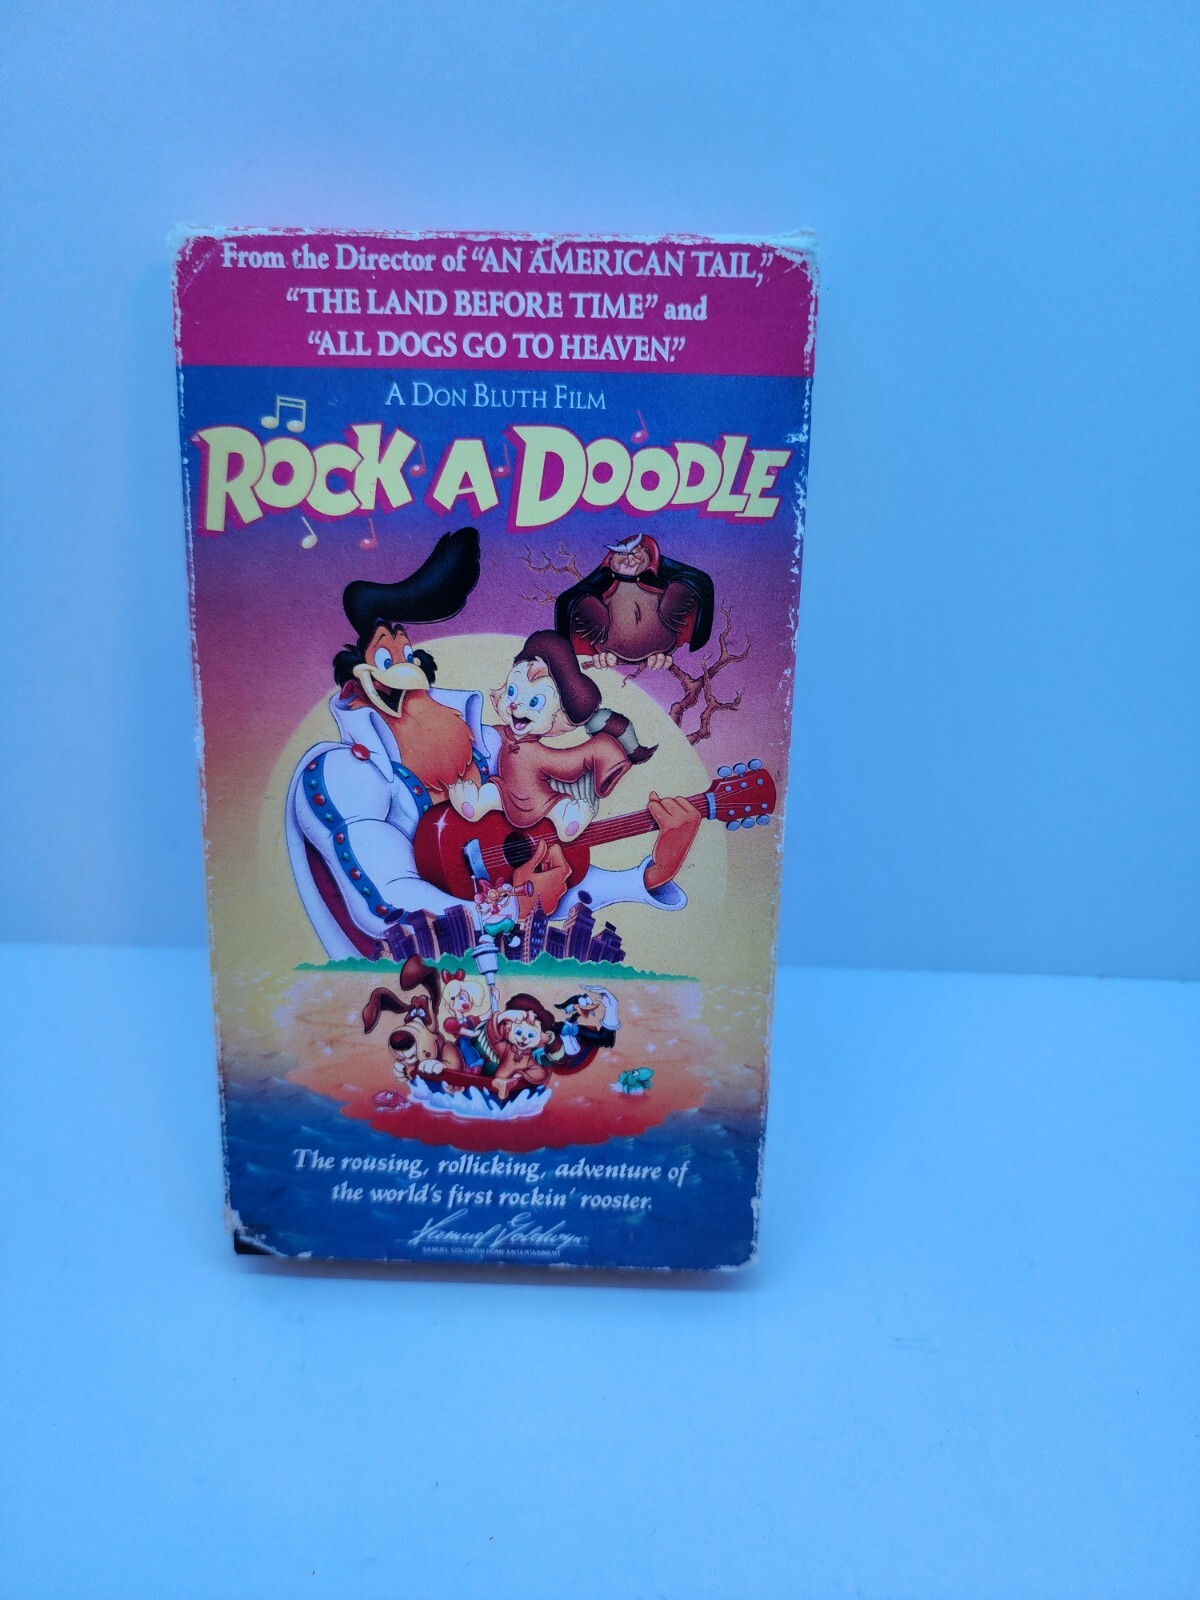 From the Director of “AN AMERICAN TAIL,”
“THE LAND BEFORE TIME” and
“ALL DOGS GO TO HEAVEN.”
A DON BLUTH FILM
ROCK·A·DOODLE
The rousing, rollicking, adventure of
the world's first rockin' rooster.
Samuel Goldwyn
SAMUEL GOLDWYN HOME ENTERTAINMENT